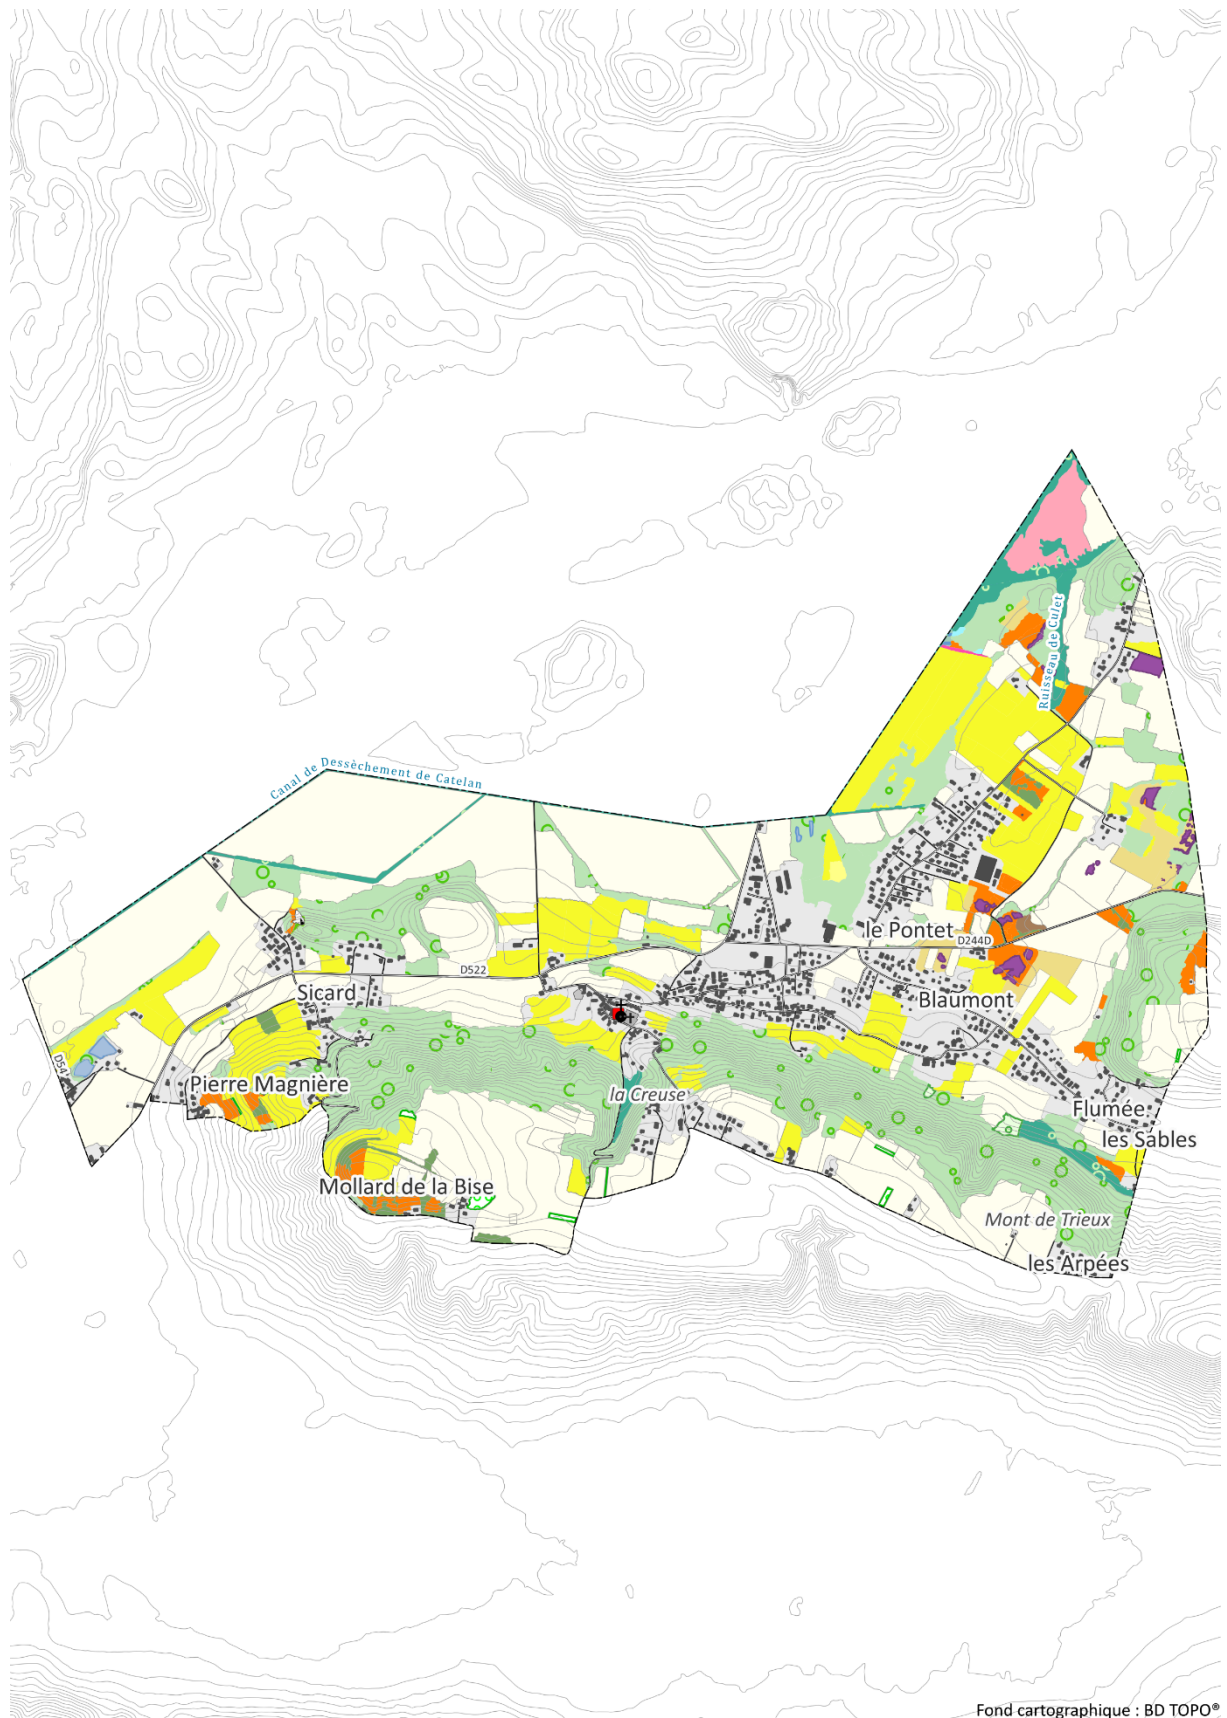 Ruisseau de Culet
Canal de Dessèchement de Catelan
le Pontet
D244D
D522
Sicard
Blaumont
D54
Pierre Magnière
la Creuse
Flumée
les Sables
Mollard de la Bise
Mont de Trieux
les Arpées
Fond cartographique : BD TOPO®